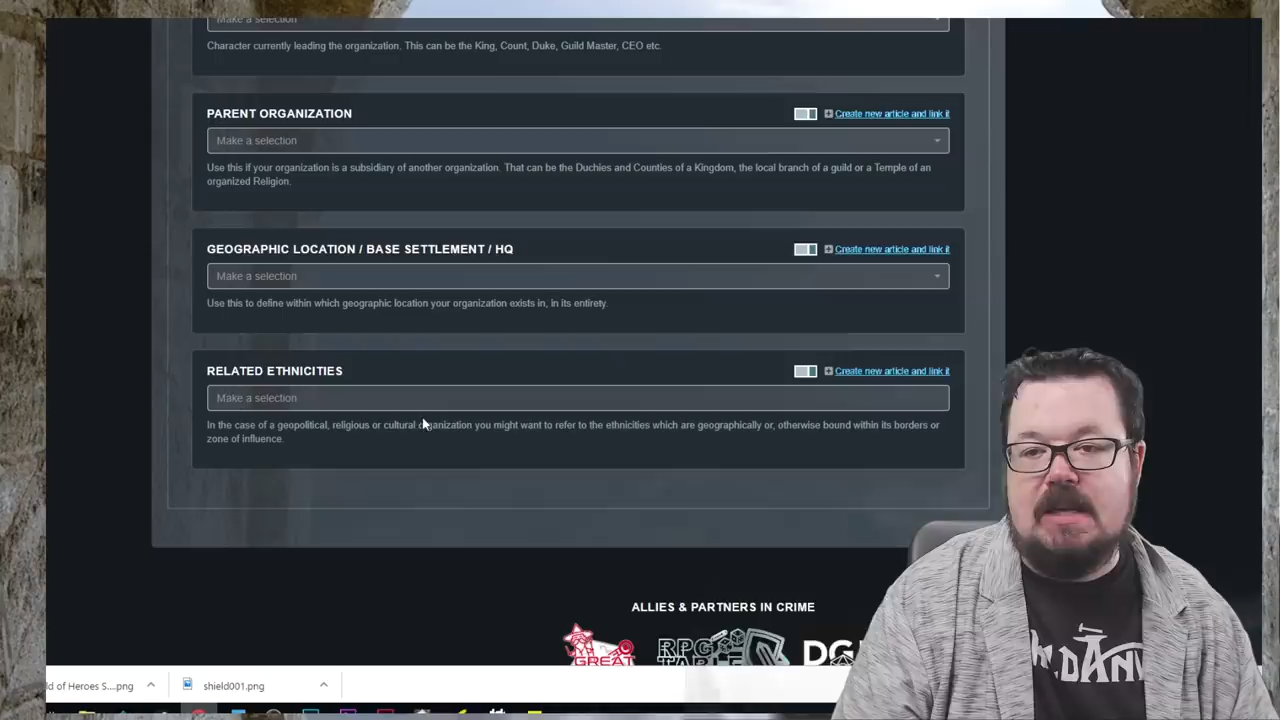 Make a selection
Character currently leading the organization. This can be the King, Count, Duke, Guild Master, CEO etc.
PARENT ORGANIZATION
Create new article and link it
Make a selection
Use this if your organization is a subsidiary of another organization. That can be the Duchies and Counties of a Kingdom, the local branch of a guild or a Temple of an
organized Religion.
GEOGRAPHIC LOCATION / BASE SETTLEMENT / HQ
Create new article and link it
Make a selection
Use this to define within which geographic location your organization exists in, in its entirety.
RELATED ETHNICITIES
Create new article and link it
Make a selection
In the case of a geopolitical, religious or cultural organization you might want to refer to the ethnicities which are geographically or, otherwise bound within its borders or
zone of influence.
ALLIES & PARTNERS IN CRIME
GREAT
RPG
TABLE
DG
ld of Heroes S....png
shield001.png